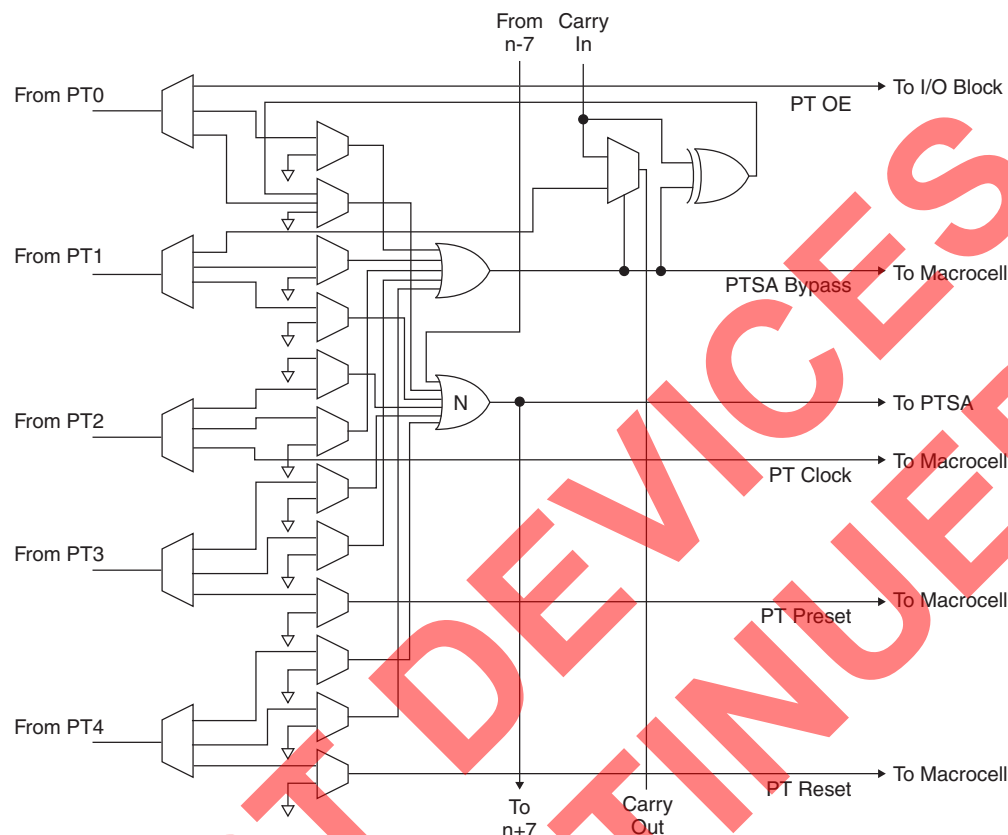 From
n-7
Carry
In
From PT0
To I/O Block
PT OE
From PT1
To Macrocell
PTSA Bypass
N
To PTSA
From PT2
To Macrocell
PT Clock
From PT3
To Macrocell
PT Preset
From PT4
To Macrocell
PT Reset
To
n+7
Carry
Out
T DEVICES
TINUE